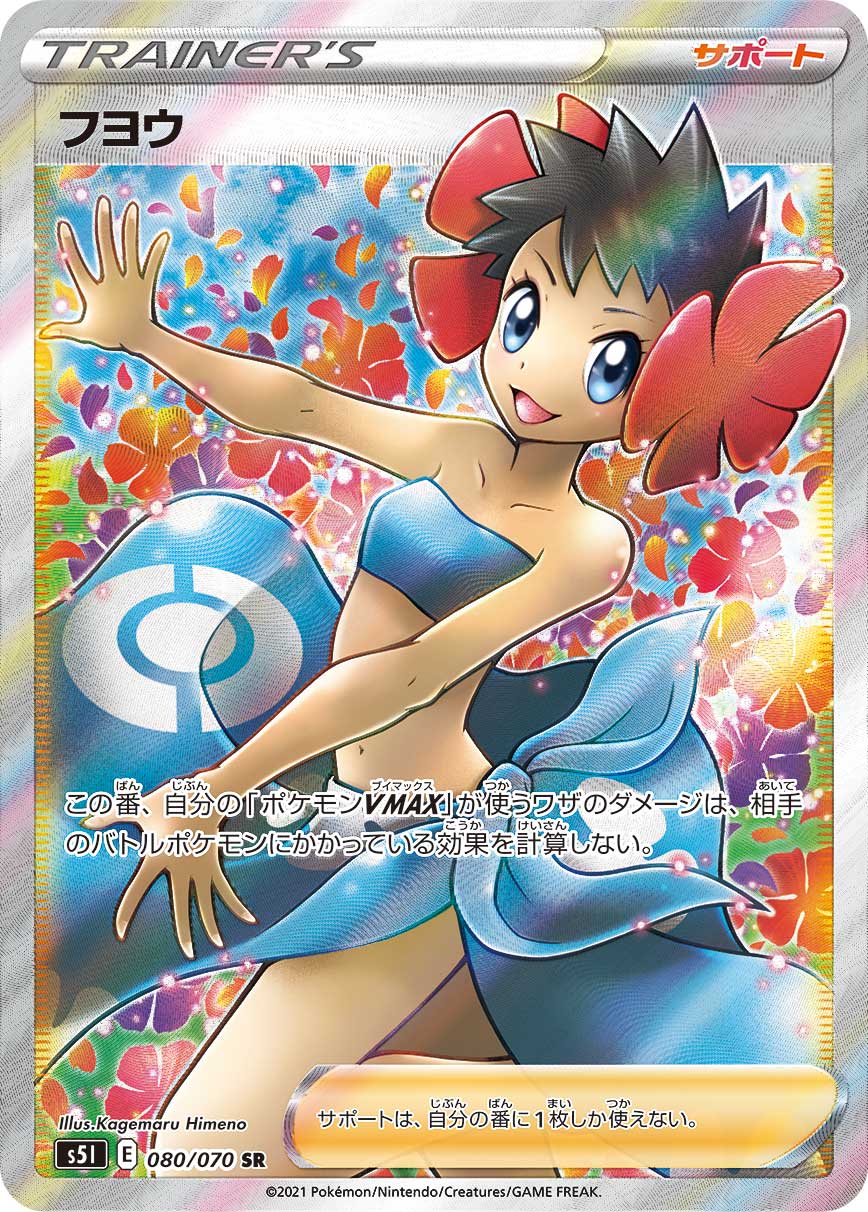 TRAINER'S サポート
フヨウ
この番、自分の「ポケモンVMAX」が使うワザのダメージは、相手
のバトルポケモンにかかっている効果を計算しない。
サポートは、自分の番に1枚しか使えない。
Illus.Kagemaru Himeno
s5I E 080/070 SR
©2021 Pokémon/Nintendo/Creatures/GAME FREAK.